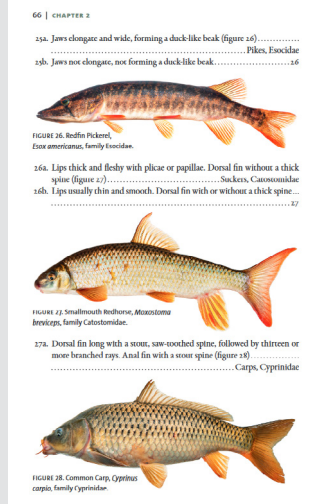 66 | CHAPTER 2
25a. Jaws elongate and wide, forming a duck-like beak (figure 26).............
.....................................................................Pikes, Esocidae
25b. Jaws not elongate, not forming a duck-like beak........................26
FIGURE 26. Redfin Pickerel,
Esox americanus, family Esocidae.
26a. Lips thick and fleshy with plicae or papillae. Dorsal fin without a thick
spine (figure 27)....................................Suckers, Catostomidae
26b. Lips usually thin and smooth. Dorsal fin with or without a thick spine...
.....................................................................................27
FIGURE 27. Smallmouth Redhorse, Moxostoma
breviceps, family Catostomidae.
27a. Dorsal fin long with a stout, saw-toothed spine, followed by thirteen or
more branched rays. Anal fin with a stout spine (figure 28)................
..................................................................Carps, Cyprinidae
FIGURE 28. Common Carp, Cyprinus
carpio, family Cyprinidae.